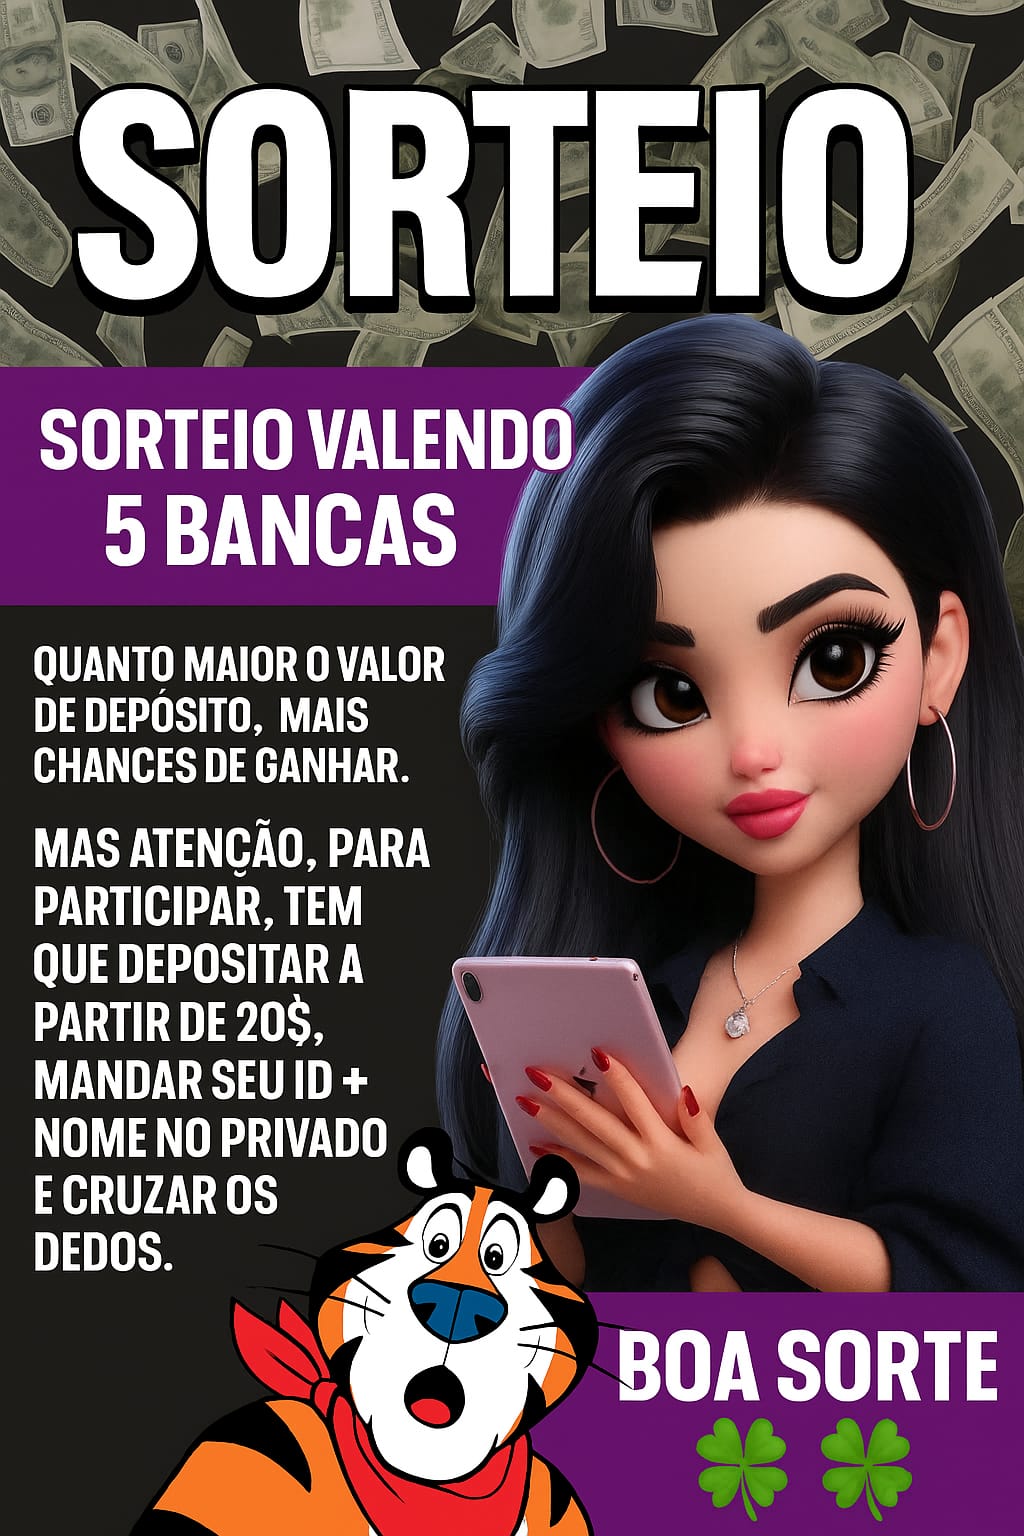 SORTEIO
SORTEIO VALENDO
5 BANCAS
QUANTO MAIOR O VALOR
DE DEPÓSITO, MAIS
CHANCES DE GANHAR.
MAS ATENÇÃO, PARA
PARTICIPAR, TEM
QUE DEPOSITAR A
PARTIR DE 20$,
MANDAR SEU ID +
NOME NO PRIVADO
E CRUZAR OS
DEDOS.
BOA SORTE